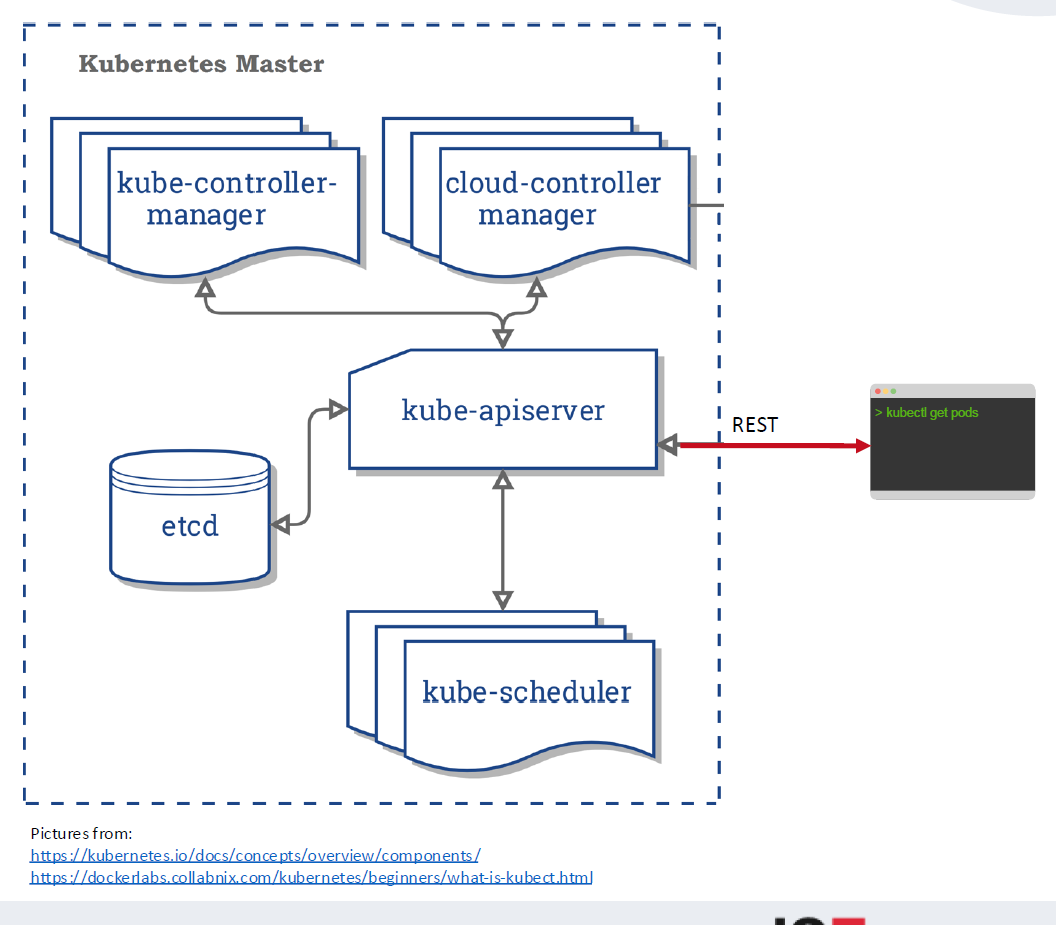 Kubernetes Master
kube-controller-
manager
cloud-controller
manager
kube-apiserver
REST
> kubectl get pods
etcd
kube-scheduler
Pictures from:
https://kubernetes.io/docs/concepts/overview/components/
https://dockerlabs.collabnix.com/kubernetes/beginners/what-is-kubect.html